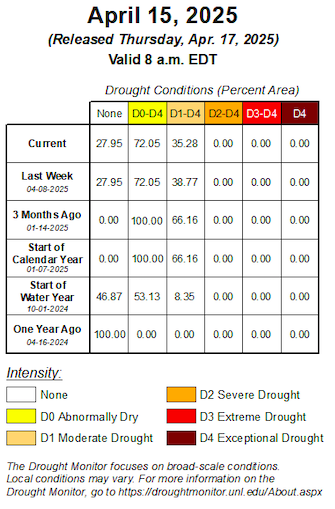 April 15, 2025
(Released Thursday, Apr. 17, 2025)
Valid 8 a.m. EDT
Drought Conditions (Percent Area)
None D0-D4 D1-D4 D2-D4 D3-D4 D4
Current 27.95 72.05 35.28 0.00 0.00 0.00
Last Week 27.95 72.05 38.77 0.00 0.00 0.00
04-08-2025
3 Months Ago 0.00 100.00 66.16 0.00 0.00 0.00
01-14-2025
Start of
Calendar Year 0.00 100.00 66.16 0.00 0.00 0.00
01-07-2025
Start of
Water Year 46.87 53.13 8.35 0.00 0.00 0.00
10-01-2024
One Year Ago 100.00 0.00 0.00 0.00 0.00 0.00
04-16-2024
Intensity:
None D2 Severe Drought
D0 Abnormally Dry D3 Extreme Drought
D1 Moderate Drought D4 Exceptional Drought
The Drought Monitor focuses on broad-scale conditions.
Local conditions may vary. For more information on the
Drought Monitor, go to https://droughtmonitor.unl.edu/About.aspx